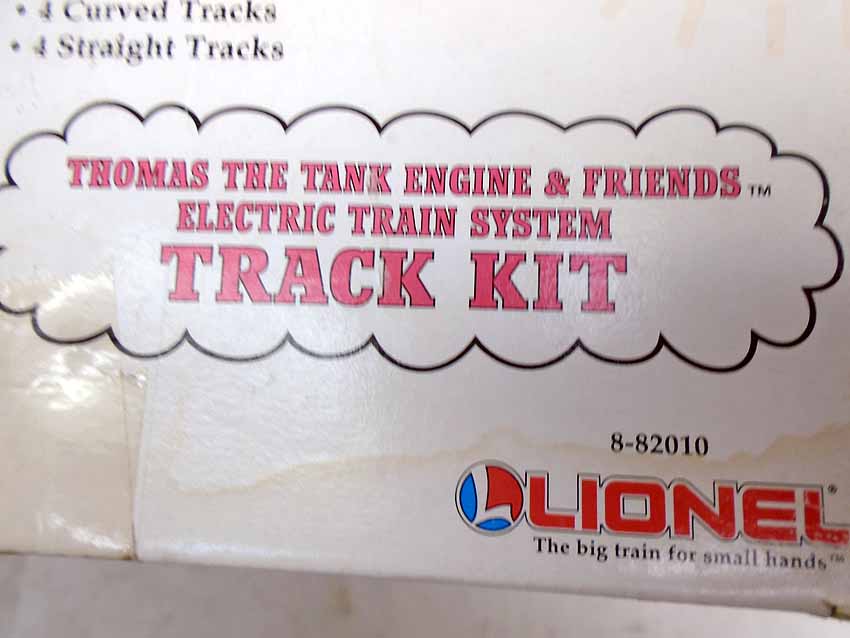 • 4 Curved Tracks
• 4 Straight Tracks
THOMAS THE TANK ENGINE & FRIENDS™
ELECTRIC TRAIN SYSTEM
TRACK KIT
8-82010
LIONEL®
The big train for small hands™